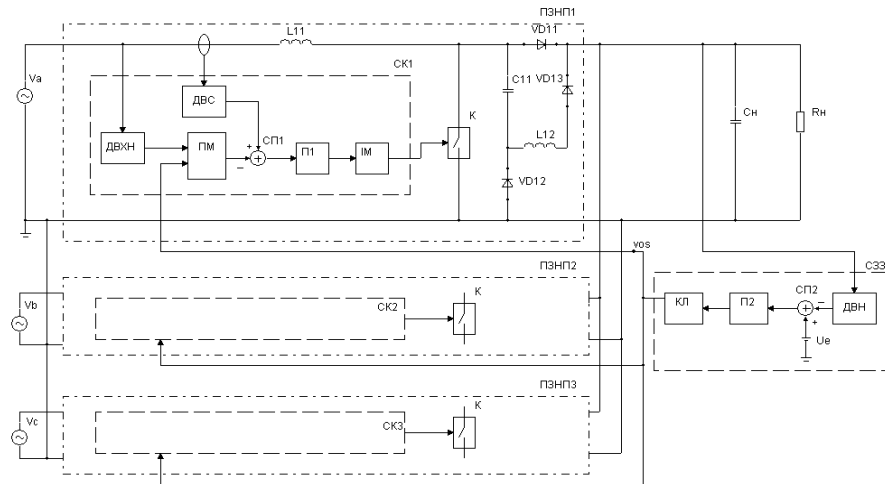 ПЗНП1
L11
VD11
СК1
Va
C11
VD13
ДВС
K
Cн
Rн
ДВХН
ПМ
+
СП1
П1
ІМ
L12
−
VD12
vos
ПЗНП2
СЗЗ
Vb
СК2
K
КЛ
П2
СП2
−
ДВН
+
Ue
ПЗНП3
Vc
СК3
K